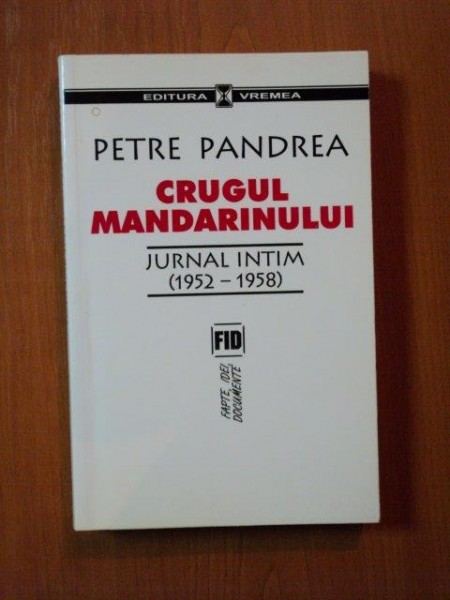 EDITURA VREMEA
PETRE PANDREA
CRUGUL
MANDARINULUI
JURNAL INTIM
(1952 – 1958)
FID
FAPTE, IDEI,
DOCUMENTE